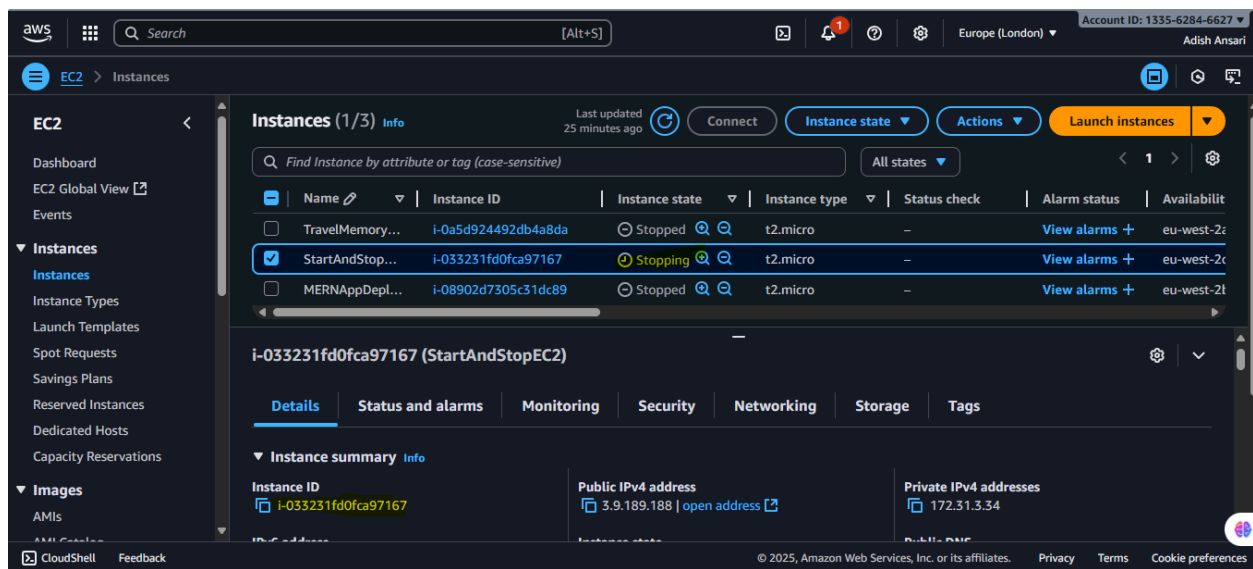 aws
Search [Alt+S]
1
Europe (London) ▼
Account ID: 1335-6284-6627 ▼
Adish Ansari
EC2 > Instances
EC2
Dashboard
EC2 Global View
Events
▼ Instances
Instances
Instance Types
Launch Templates
Spot Requests
Savings Plans
Reserved Instances
Dedicated Hosts
Capacity Reservations
▼ Images
AMIs
AMI Catalog
Instances (1/3) Info
Last updated
25 minutes ago
Connect
Instance state ▼
Actions ▼
Launch instances ▼
Find Instance by attribute or tag (case-sensitive)
All states ▼
< 1 >
Name Instance ID Instance state Instance type Status check Alarm status Availabilit
TravelMemory... i-0a5d924492db4a8da Stopped t2.micro – View alarms + eu-west-2a
StartAndStop... i-033231fd0fca97167 Stopping t2.micro – View alarms + eu-west-2c
MERNAppDepl... i-08902d7305c31dc89 Stopped t2.micro – View alarms + eu-west-2b
i-033231fd0fca97167 (StartAndStopEC2)
Details Status and alarms Monitoring Security Networking Storage Tags
▼ Instance summary Info
Instance ID
i-033231fd0fca97167
Public IPv4 address
3.9.189.188 | open address
Private IPv4 addresses
172.31.3.34
IPv6 address
Instance state
Public DNS
CloudShell Feedback
© 2025, Amazon Web Services, Inc. or its affiliates. Privacy Terms Cookie preferences